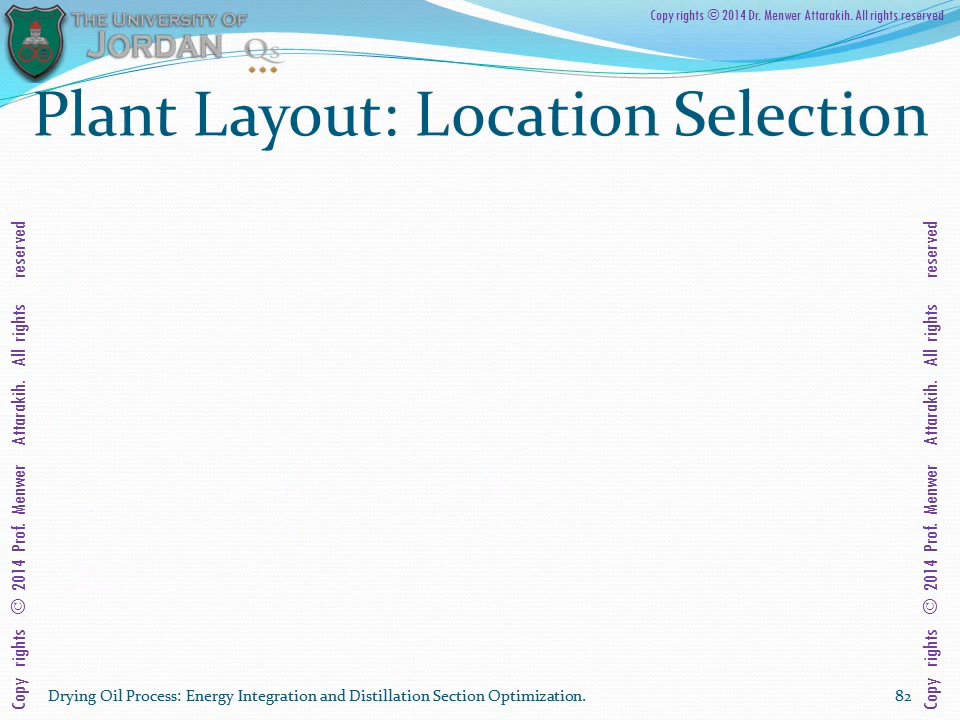 THE UNIVERSITY OF
JORDAN QS
Copy rights © 2014 Dr. Menwer Attarakih. All rights reserved
Plant Layout: Location Selection
Copy rights © 2014 Prof. Menwer Attarakih. All rights reserved
Copy rights © 2014 Prof. Menwer Attarakih. All rights reserved
Drying Oil Process: Energy Integration and Distillation Section Optimization.
82